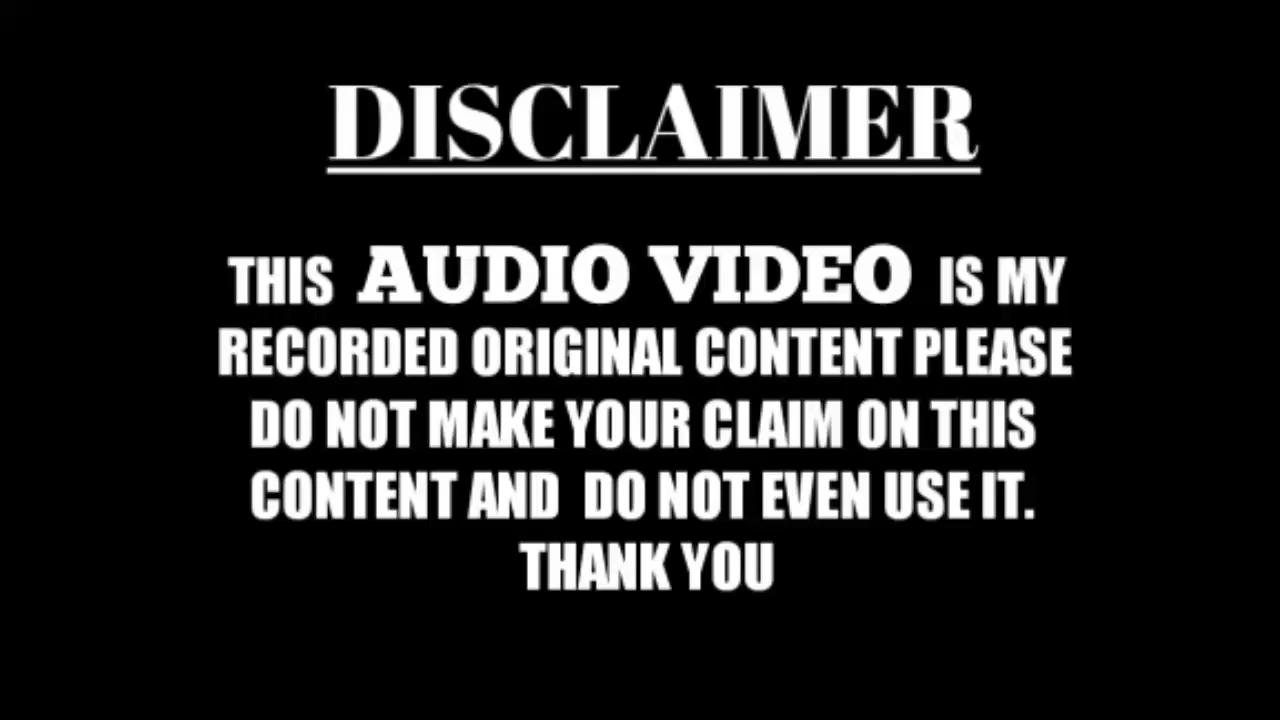 DISCLAIMER
THIS AUDIO VIDEO IS MY
RECORDED ORIGINAL CONTENT PLEASE
DO NOT MAKE YOUR CLAIM ON THIS
CONTENT AND DO NOT EVEN USE IT.
THANK YOU